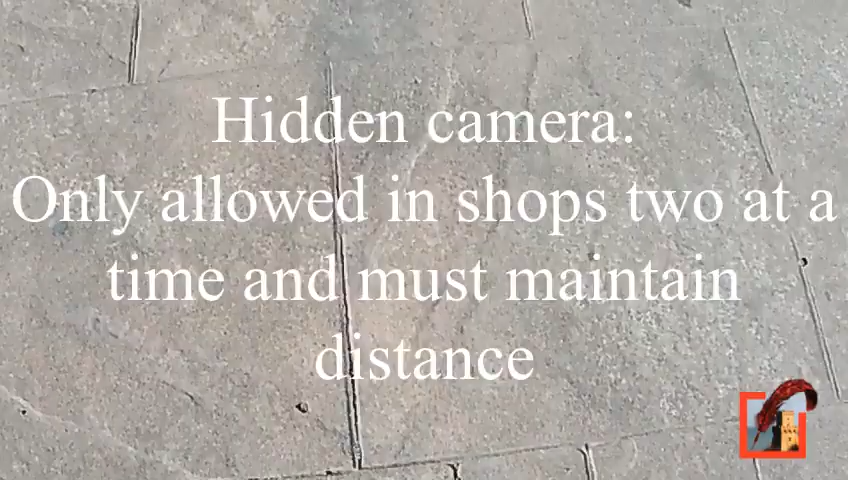 Hidden camera:
Only allowed in shops two at a
time and must maintain
distance